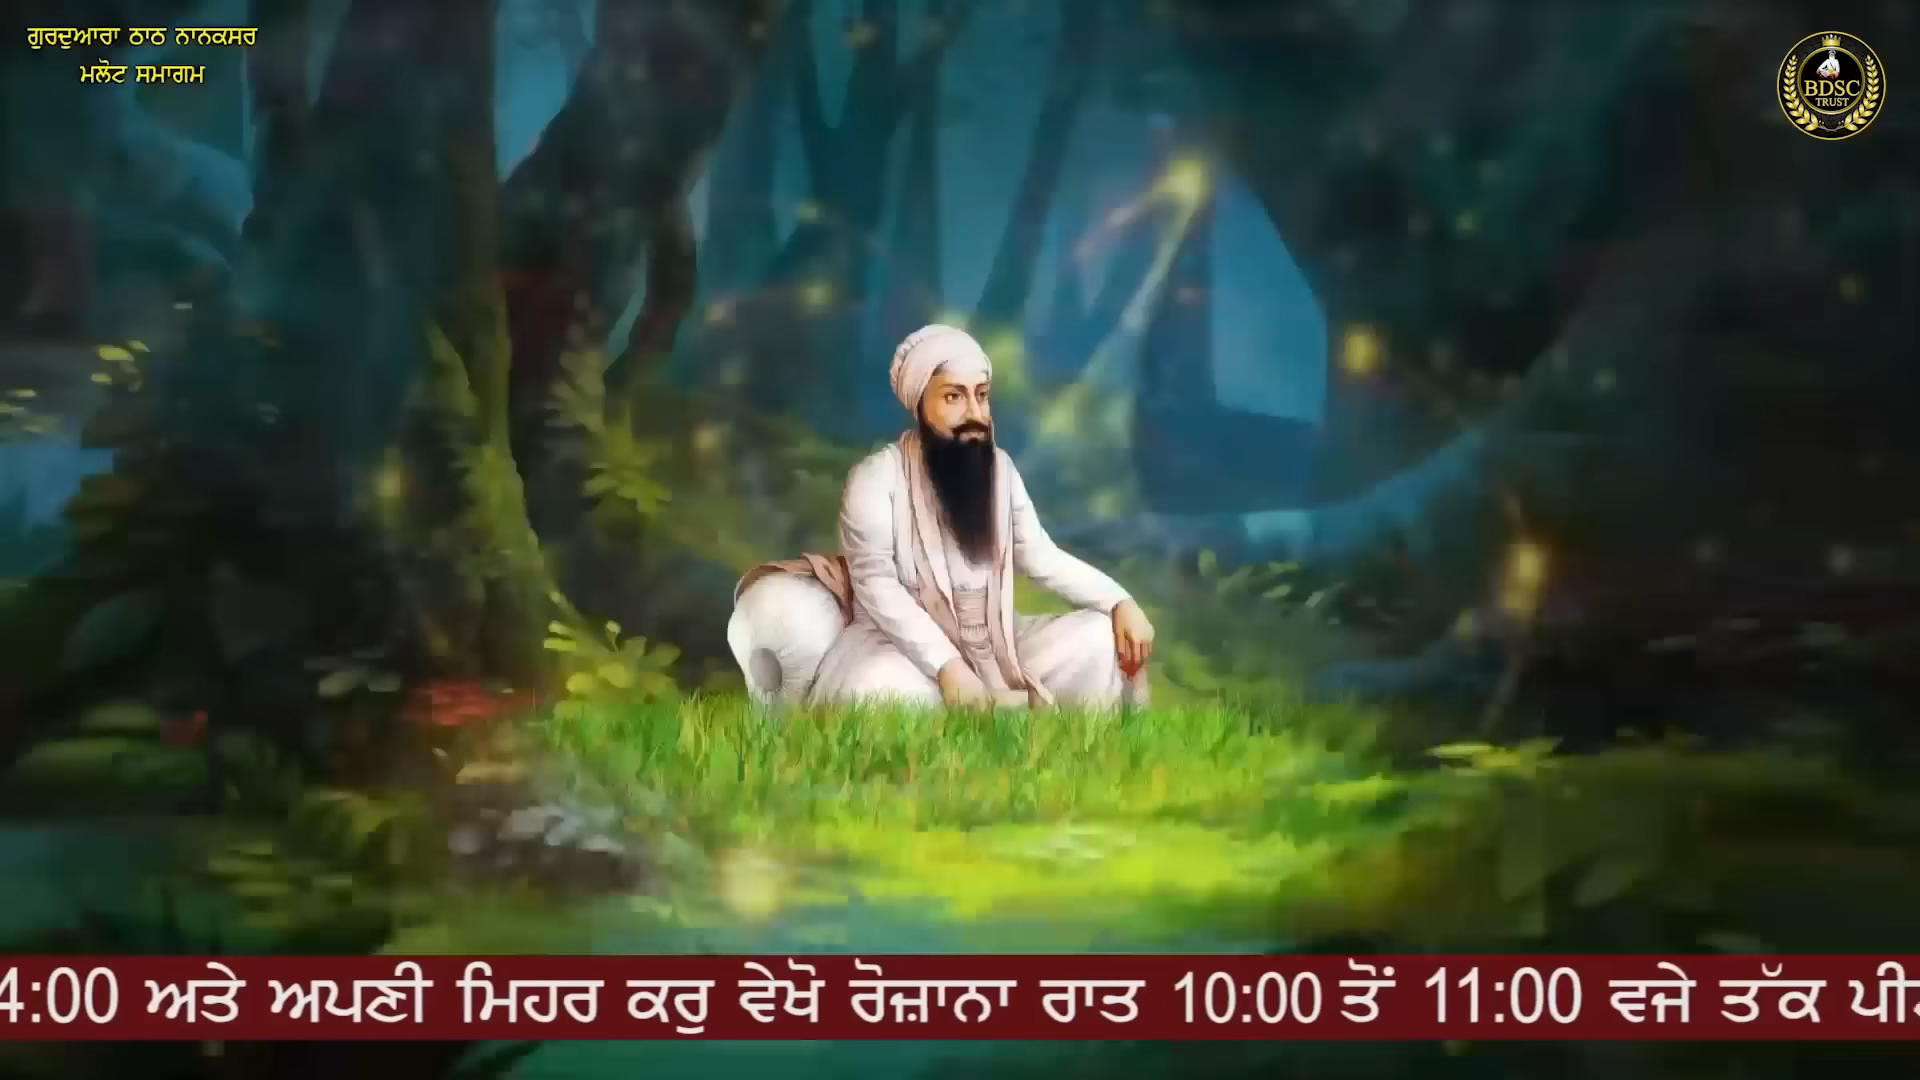 ਗੁਰਦੁਆਰਾ ਠਾਠ ਨਾਨਕਸਰ
ਮਲੋਟ ਸਮਾਗਮ
BDSC
TRUST
4:00 ਅਤੇ ਅਪਣੀ ਮਿਹਰ ਕਰੁ ਵੇਖੋ ਰੋਜ਼ਾਨਾ ਰਾਤ 10:00 ਤੋਂ 11:00 ਵਜੇ ਤੱਕ